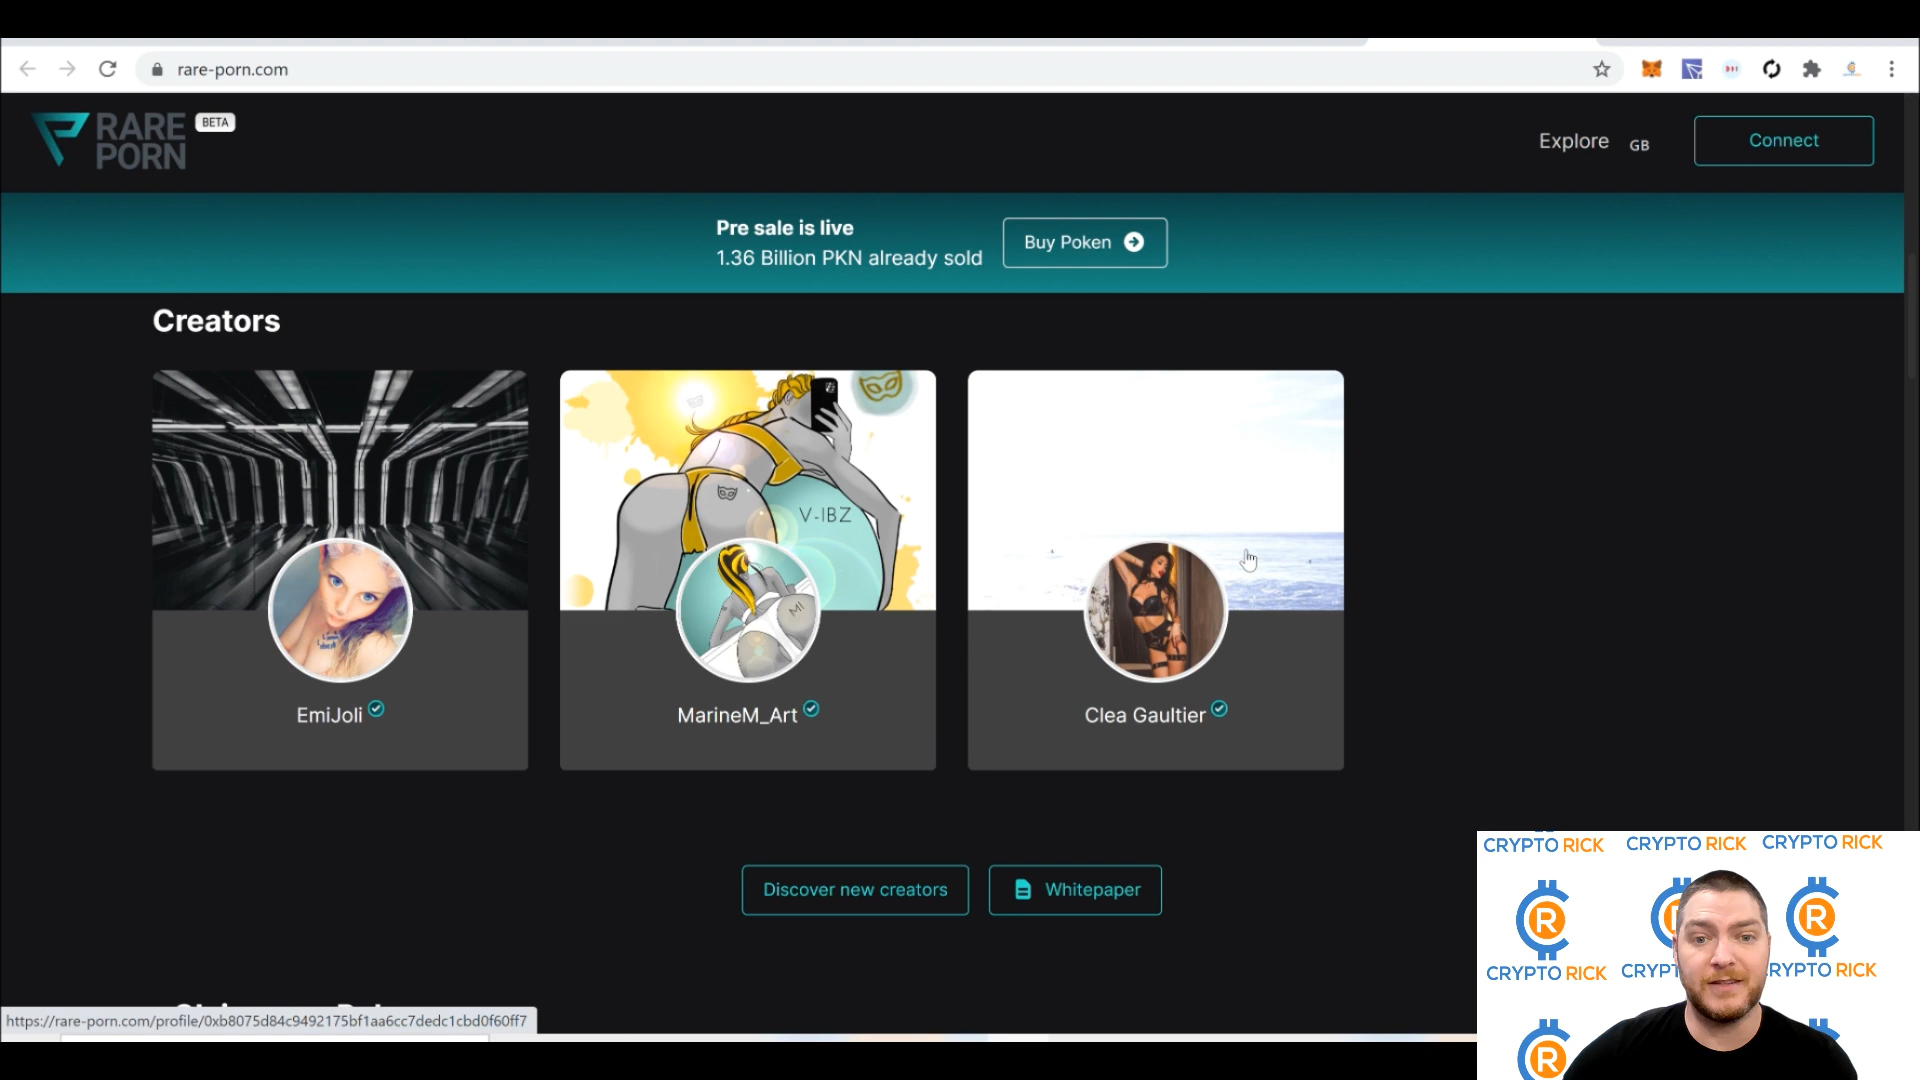 rare-porn.com
RARE
PORN
BETA
Explore
GB
Connect
Pre sale is live
1.36 Billion PKN already sold
Buy Poken
Creators
V-IBZ
MI
EmiJoli
MarineM_Art
Clea Gaultier
Discover new creators
Whitepaper
https://rare-porn.com/profile/0xb8075d84c9492175bf1aa6cc7dedc1cbd0f60ff7
CRYPTO RICK CRYPTO RICK CRYPTO RICK
R R R
CRYPTO RICK CRYPT RYPTO RICK
R